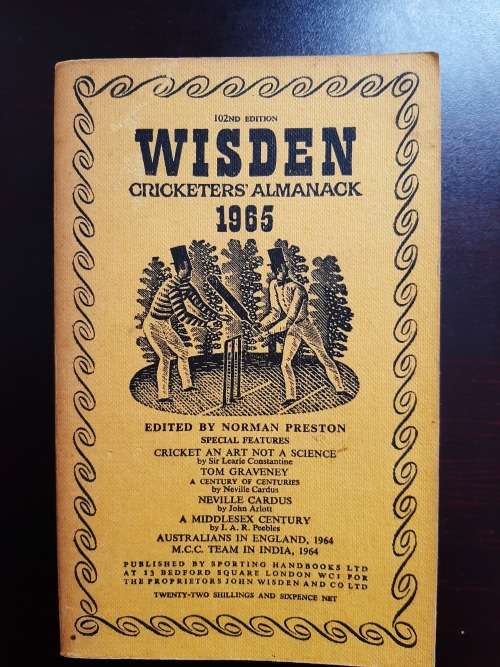 102ND EDITION
WISDEN
CRICKETERS' ALMANACK
1965
EDITED BY NORMAN PRESTON
SPECIAL FEATURES
CRICKET AN ART NOT A SCIENCE
by Sir Learie Constantine
TOM GRAVENEY
A CENTURY OF CENTURIES
by Neville Cardus
NEVILLE CARDUS
by John Arlott
A MIDDLESEX CENTURY
by I. A. R. Peebles
AUSTRALIANS IN ENGLAND, 1964
M.C.C. TEAM IN INDIA, 1964
PUBLISHED BY SPORTING HANDBOOKS LTD
AT 13 BEDFORD SQUARE LONDON WC1 FOR
THE PROPRIETORS JOHN WISDEN AND CO LTD
TWENTY-TWO SHILLINGS AND SIXPENCE NET